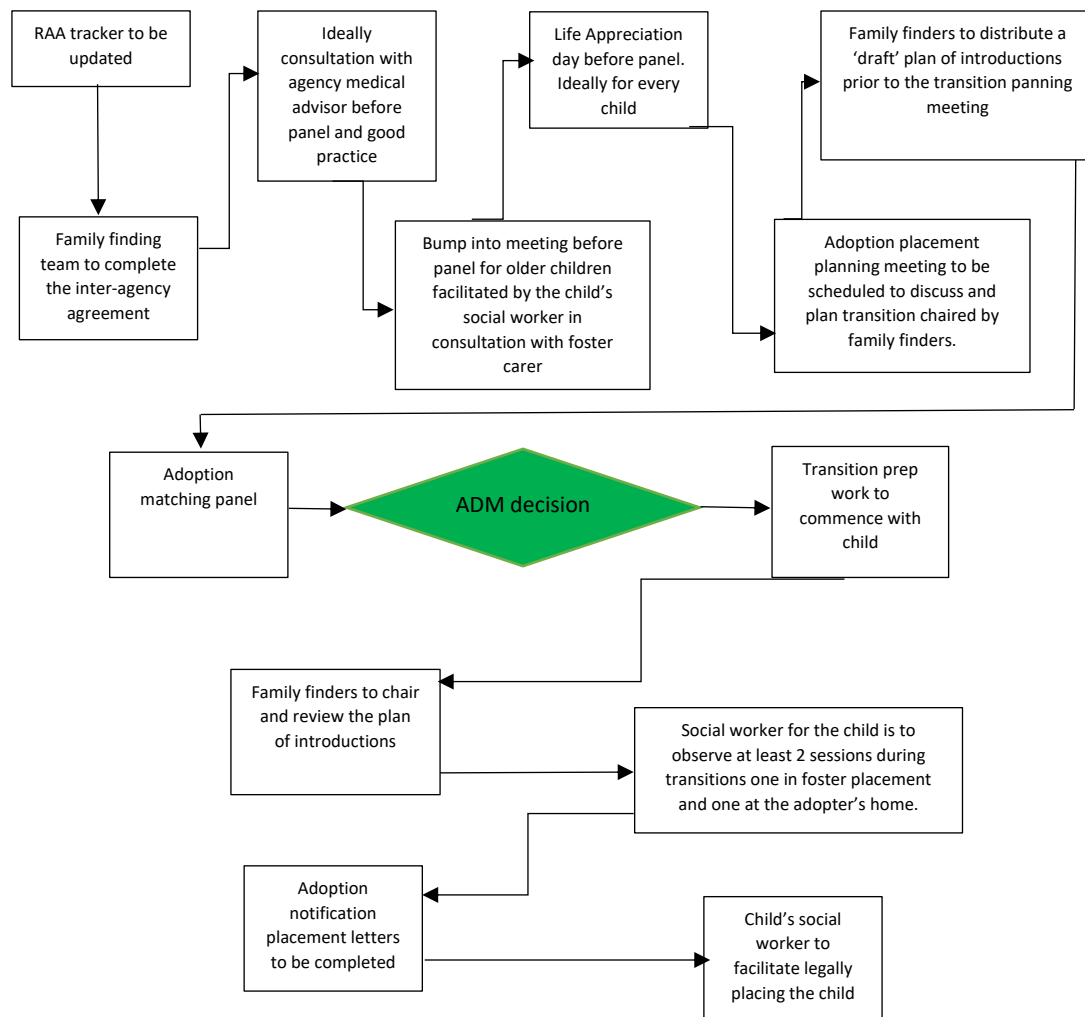 RAA tracker to be
updated
Family finding
team to complete
the inter-agency
agreement
Ideally
consultation with
agency medical
advisor before
panel and good
practice
Bump into meeting before
panel for older children
facilitated by the child’s
social worker in
consultation with foster
carer
Life Appreciation
day before panel.
Ideally for every
child
Adoption placement
planning meeting to be
scheduled to discuss and
plan transition chaired by
family finders.
Family finders to distribute a
‘draft’ plan of introductions
prior to the transition panning
meeting
Adoption
matching panel
ADM decision
Transition prep
work to
commence with
child
Family finders to chair
and review the plan
of introductions
Social worker for the child is to
observe at least 2 sessions during
transitions one in foster placement
and one at the adopter’s home.
Adoption
notification
placement letters
to be completed
Child’s social
worker to
facilitate legally
placing the child